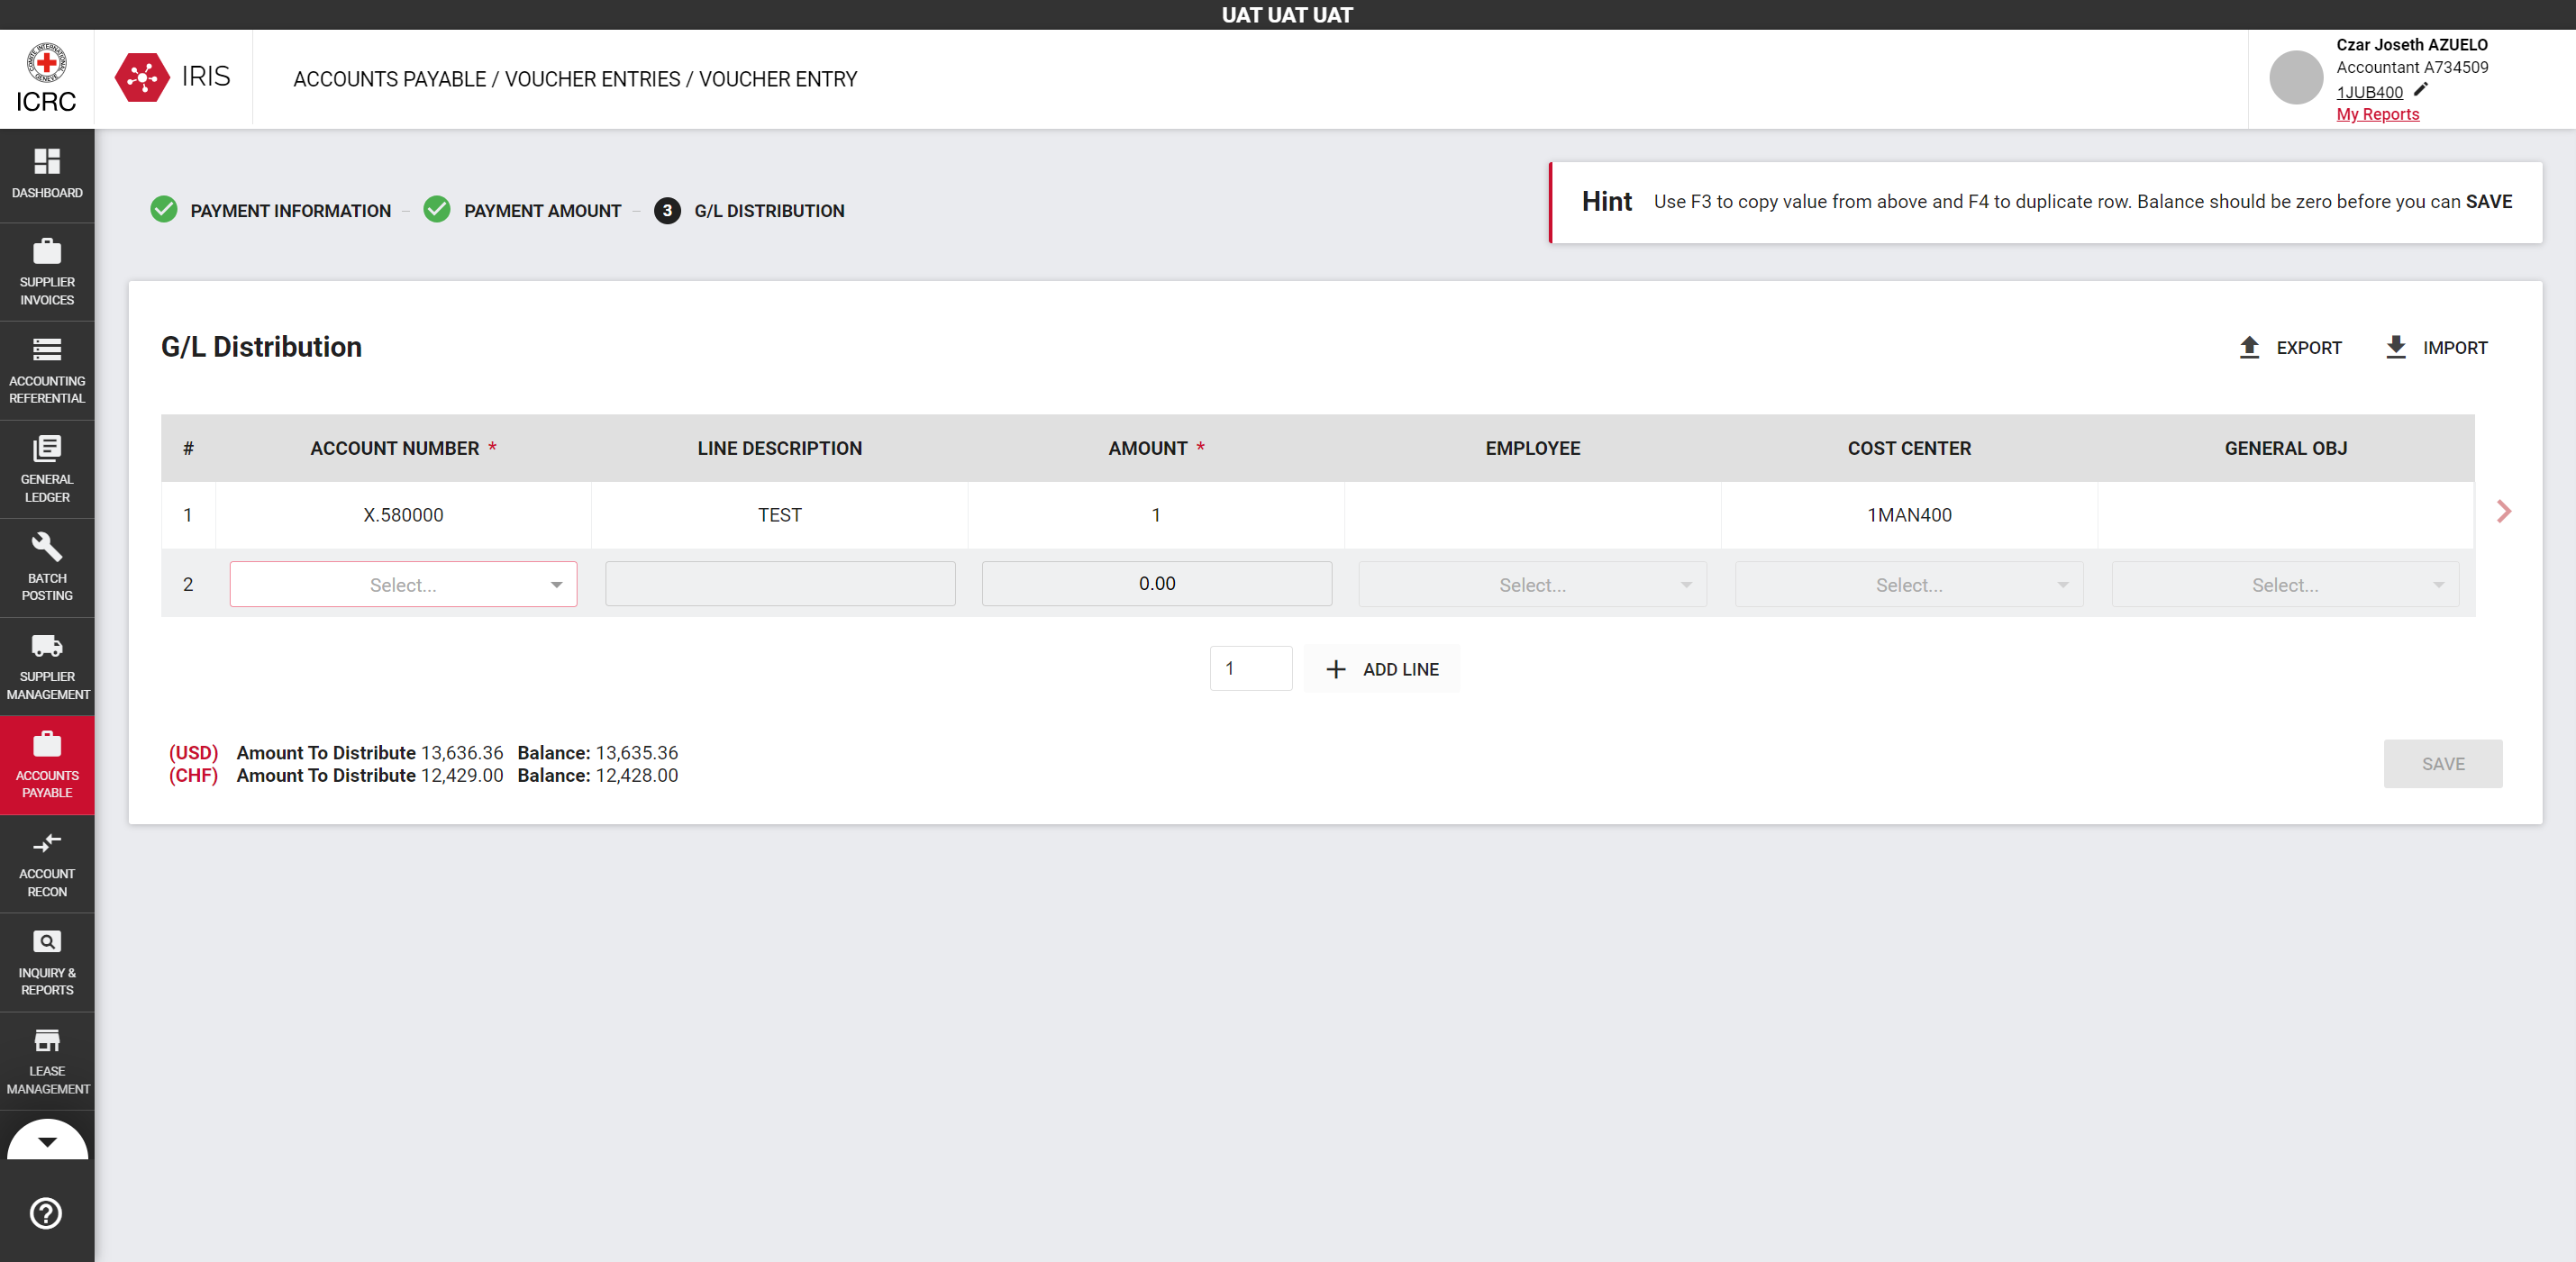 UAT UAT UAT
COMITE INTERNATIONAL GENEVE
ICRC
IRIS
ACCOUNTS PAYABLE / VOUCHER ENTRIES / VOUCHER ENTRY
Czar Joseth AZUELO
Accountant A734509
1JUB400
My Reports
DASHBOARD
SUPPLIER
INVOICES
ACCOUNTING
REFERENTIAL
GENERAL
LEDGER
BATCH
POSTING
SUPPLIER
MANAGEMENT
ACCOUNTS
PAYABLE
ACCOUNT
RECON
INQUIRY &
REPORTS
LEASE
MANAGEMENT
PAYMENT INFORMATION – PAYMENT AMOUNT – 3 G/L DISTRIBUTION
Hint Use F3 to copy value from above and F4 to duplicate row. Balance should be zero before you can SAVE
G/L Distribution
EXPORT IMPORT
# ACCOUNT NUMBER * LINE DESCRIPTION AMOUNT * EMPLOYEE COST CENTER GENERAL OBJ
1 X.580000 TEST 1 1MAN400
2 Select... 0.00 Select... Select... Select...
1 + ADD LINE
(USD) Amount To Distribute 13,636.36 Balance: 13,635.36
(CHF) Amount To Distribute 12,429.00 Balance: 12,428.00
SAVE